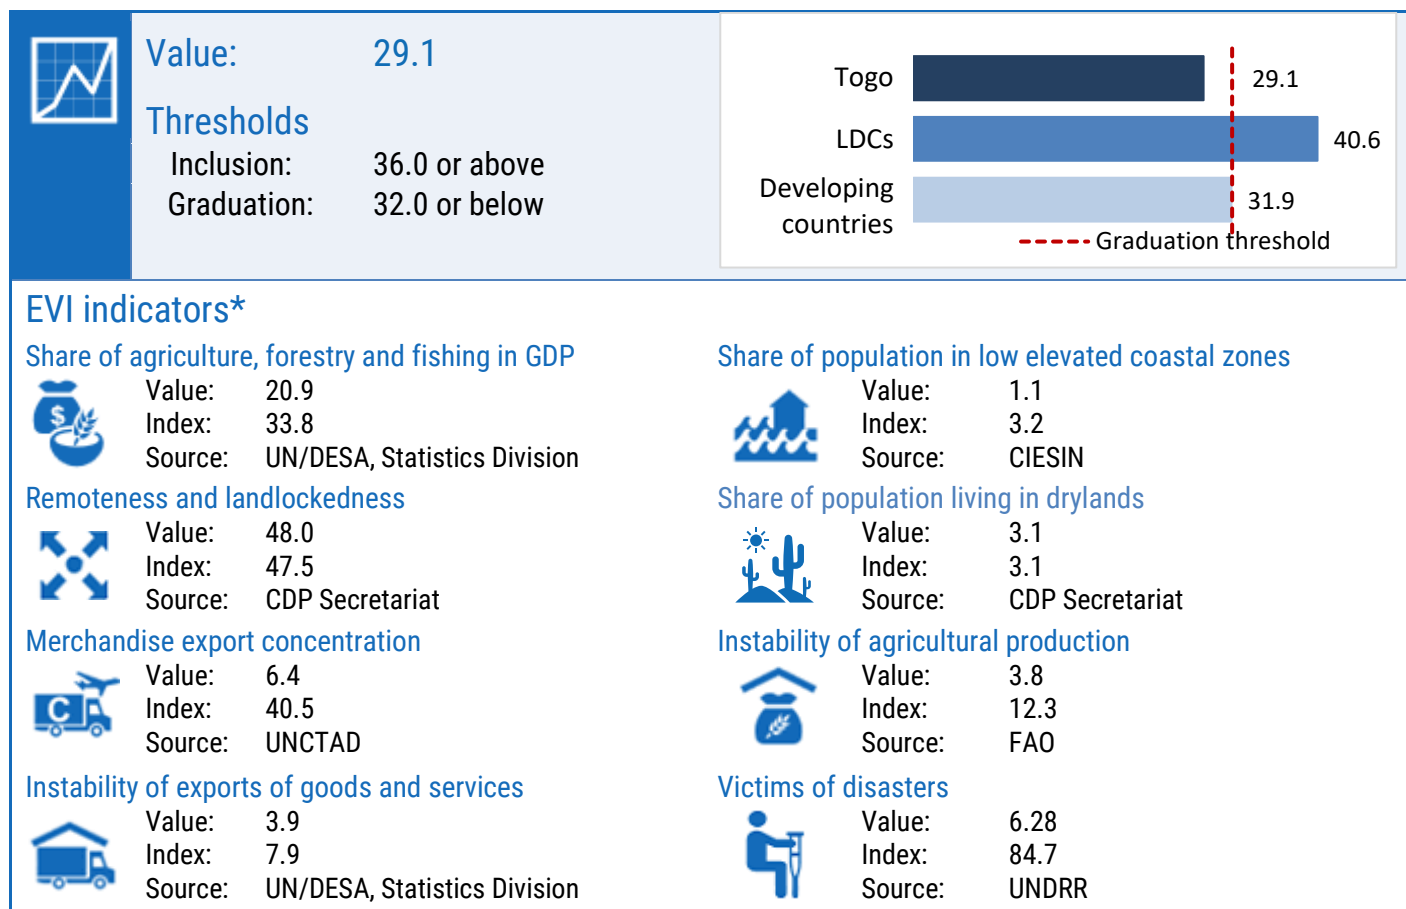 Value: 29.1
Thresholds
Inclusion: 36.0 or above
Graduation: 32.0 or below
Togo 29.1
LDCs 40.6
Developing
countries 31.9
Graduation threshold
EVI indicators*
Share of agriculture, forestry and fishing in GDP
Value: 20.9
Index: 33.8
Source: UN/DESA, Statistics Division
Share of population in low elevated coastal zones
Value: 1.1
Index: 3.2
Source: CIESIN
Remoteness and landlockedness
Value: 48.0
Index: 47.5
Source: CDP Secretariat
Share of population living in drylands
Value: 3.1
Index: 3.1
Source: CDP Secretariat
Merchandise export concentration
C
Value: 6.4
Index: 40.5
Source: UNCTAD
Instability of agricultural production
Value: 3.8
Index: 12.3
Source: FAO
Instability of exports of goods and services
Value: 3.9
Index: 7.9
Source: UN/DESA, Statistics Division
Victims of disasters
Value: 6.28
Index: 84.7
Source: UNDRR